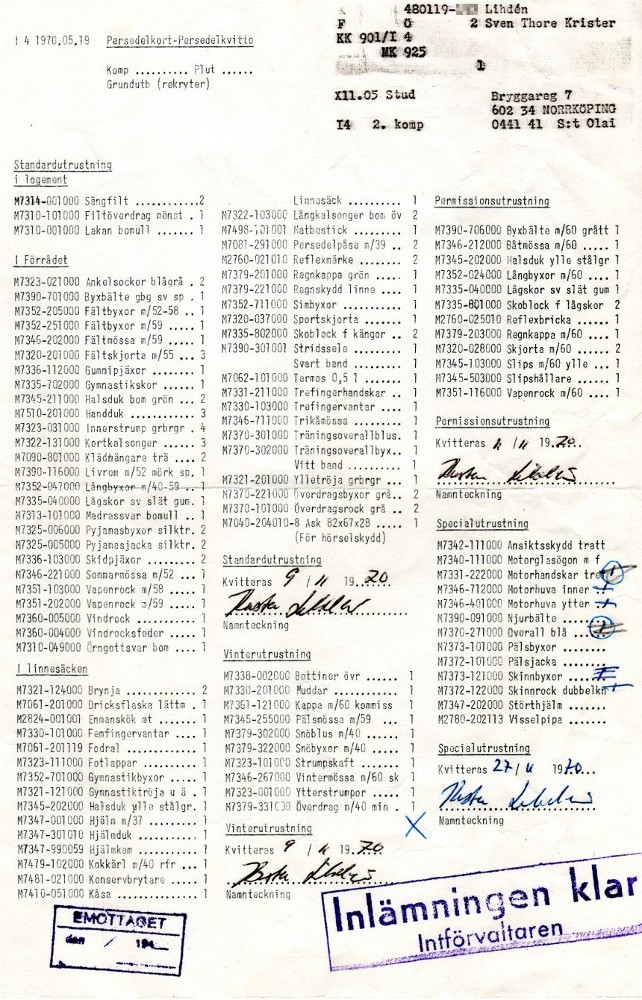 480119- Lihdén
F 0 2 Sven Thore Krister
KK 901/I 4
MK 925
1
I 4 1970.05.19 Persedelkort-Persedelkvitto
Komp .......... Plut ......
Grundutb (rekryter)
XII.05 Stud Bryggareg 7
602 34 NORRKÖPING
I4 2. komp 0441 41 S:t Olai
Standardutrustning
i logement
M7314-001000 Sängfilt ...........2
M7310-101000 Filtöverdrag mönst . 1
M7310-001000 Lakan bomull ....... 1
I Förrådet
M7323-021000 Ankelsockor blågrå . 2
M7390-701000 Byxbälte gbg sv sp . 1
M7352-205000 Fältbyxor m/52-58 .. 1
M7352-251000 Fältbyxor m/59 ..... 1
M7346-202000 Fältmössa m/59 ..... 1
M7320-201000 Fältskjorta m/55 ... 3
M7336-112000 Gummipjäxor ........ 1
M7335-702000 Gymnastikskor ...... 1
M7345-211000 Halsduk bom grön ... 2
M7510-201000 Handduk ............ 3
M7323-031000 Innerstrump grbrgr . 4
M7322-131000 Kortkalsonger ...... 3
M7090-801000 Klädhängare trä .... 2
M7390-116000 Livrem m/52 mörk sp. 1
M7352-047000 Långbyxor m/40-59 .. 1
M7335-040000 Lågskor sv slät gum. 1
M7313-101000 Madrassvar bomull .. 1
M7325-006000 Pyjamasbyxor silktr. 2
M7325-005000 Pyjamasjacka silktr. 2
M7336-103000 Skidpjäxor ......... 2
M7346-221000 Sommarmössa m/52 ... 1
M7351-103000 Vapenrock m/58 ..... 1
M7351-202000 Vapenrock m/59 ..... 1
M7360-005000 Vindrock ........... 1
M7360-004000 Vindrocksfoder ..... 1
M7310-049000 Örngottsvar bom .... 1
I linnesäcken
M7321-124000 Brynja ............. 2
M7061-201000 Dricksflaska lättm . 1
M2824-001001 Enmanskök mt ....... 1
M7330-101000 Femfingervantar .... 1
M7061-201119 Fodral ............. 1
M7323-111000 Fotlappar .......... 1
M7352-701000 Gymnastikbyxor ..... 1
M7321-121000 Gymnastiktröja u ä . 1
M7345-202000 Halsduk ylle stålgr. 1
M7347-001000 Hjälm m/37 ......... 1
M7347-301010 Hjälmduk ........... 1
M7347-990059 Hjälmkam ........... 1
M7479-102000 Kokkärl m/40 rfr ... 1
M7481-021000 Konservbrytare ..... 1
M7410-051000 Kåsa ............... 1
Linnesäck .......... 1
M7322-103000 Långkalsonger bom öv 2
M7498-101001 Matbestick ......... 1
M7081-291000 Persedelpåse m/39 .. 2
M2760-021010 Reflexmärke ........ 2
M7379-201000 Regnkappa grön ..... 1
M7379-221000 Regnskydd linne .... 1
M7352-711000 Simbyxor ........... 1
M7320-037000 Sportskjorta ....... 1
M7335-802000 Skoblock f kängor .. 2
M7390-301001 Stridssele ......... 1
Svart band ......... 1
M7062-101000 Termos 0,5 l ....... 1
M7331-211000 Trefingerhandskar .. 1
M7330-103000 Trefingervantar .... 1
M7346-711000 Trikåmössa ......... 1
M7370-301000 Träningsoverallblus. 1
M7370-302000 Träningsoverallbyx.. 1
Vitt band .......... 1
M7321-201000 Ylletröja grbrgr ... 1
M7370-221000 Överdragsbyxor grå.. 2
M7370-201000 Överdragsrock grå .. 2
M7040-204010-8 Ask 82x67x28 ..... 1
(För hörselskydd)
Standardutrustning
Kvitteras 9 / 11 1970...
Namnteckning
Vinterutrustning
M7338-002000 Bottiner övr ...... 1
M7330-201000 Muddar ............ 1
M7361-121000 Kappa m/60 kommiss 1
M7345-255000 Pälsmössa m/59 ... 1
M7379-302000 Snöblus m/40 ...... 1
M7379-322000 Snöbyxor m/40 ..... 1
M7323-101000 Strumpskaft ....... 1
M7346-267000 Vintermössa m/60 sk 1
M7323-001000 Ytterstrumpor ..... 1
M7379-331000 Överdrag m/40 min . 1
X
Vinterutrustning
Kvitteras 9 / 11 1970...
Namnteckning
Permissionsutrustning
M7390-706000 Byxbälte m/60 grått 1
M7346-212000 Båtmössa m/60 ..... 1
M7345-202000 Halsduk ylle stålgr 1
M7352-024000 Långbyxor m/60 .... 1
M7335-040000 Lågskor sv slät gum 1
M7335-801000 Skoblock f lågskor 2
M2760-025010 Reflexbricka ...... 1
M7379-203000 Regnkappa m/60 .... 1
M7320-028000 Skjorta m/60 ...... 2
M7345-103000 Slips m/60 ylle ... 1
M7345-503000 Slipshållare ...... 1
M7351-116000 Vapenrock m/60 .... 1
Permissionsutrustning
Kvitteras 1970...
Namnteckning
Specialutrustning
M7342-111000 Ansiktsskydd tratt
M7340-111000 Motorglasögon m f
M7331-222000 Motorhandskar tre 1
M7346-712000 Motorhuva inner
M7346-401000 Motorhuva ytter
M7390-091000 Njurbälte ......
M7370-271000 Overall blå ....
M7373-101000 Pälsbyxor ......
M7372-101000 Pälsjacka ......
M7373-121000 Skinnbyxor
M7372-122000 Skinnrock dubbelkn
M7347-202000 Störthjälm .......
M2780-202113 Visselpipa .......
Specialutrustning
Kvitteras 27 / 11 1970...
Namnteckning
EMOTTAGET
den / 194
Inlämningen klar
Intförvaltaren